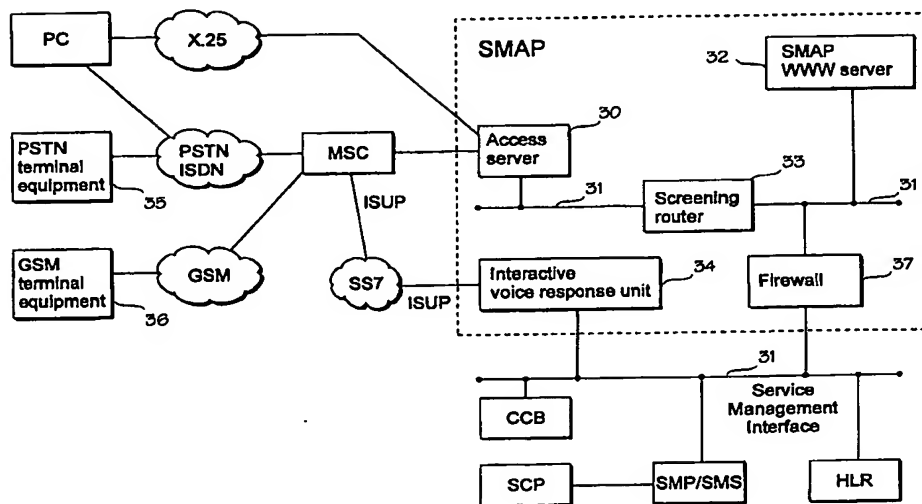 PC
X.25
SMAP
32
SMAP
WWW server
30
Access
server
PSTN
terminal
equipment
35
PSTN
ISDN
MSC
33
31
Screening
router
31
ISUP
GSM
terminal
equipment
36
GSM
SS7
ISUP
Interactive
voice response unit
34
Firewall
37
31
Service
Management
Interface
CCB
SCP
SMP/SMS
HLR